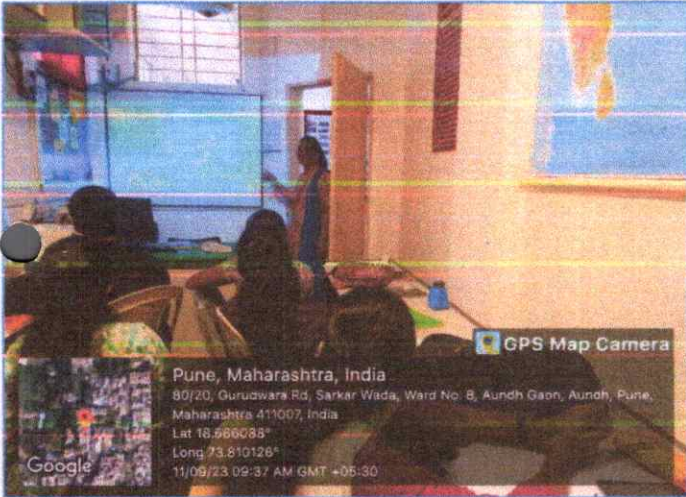 GPS Map Camera
Pune, Maharashtra, India
80/20, Gurudwara Rd, Sarkar Wada, Ward No. 8, Aundh Gaon, Aundh, Pune,
Maharashtra 411007, India
Lat 18.566088°
Long 73.810126°
11/09/23 09:37 AM GMT +05:30
Google